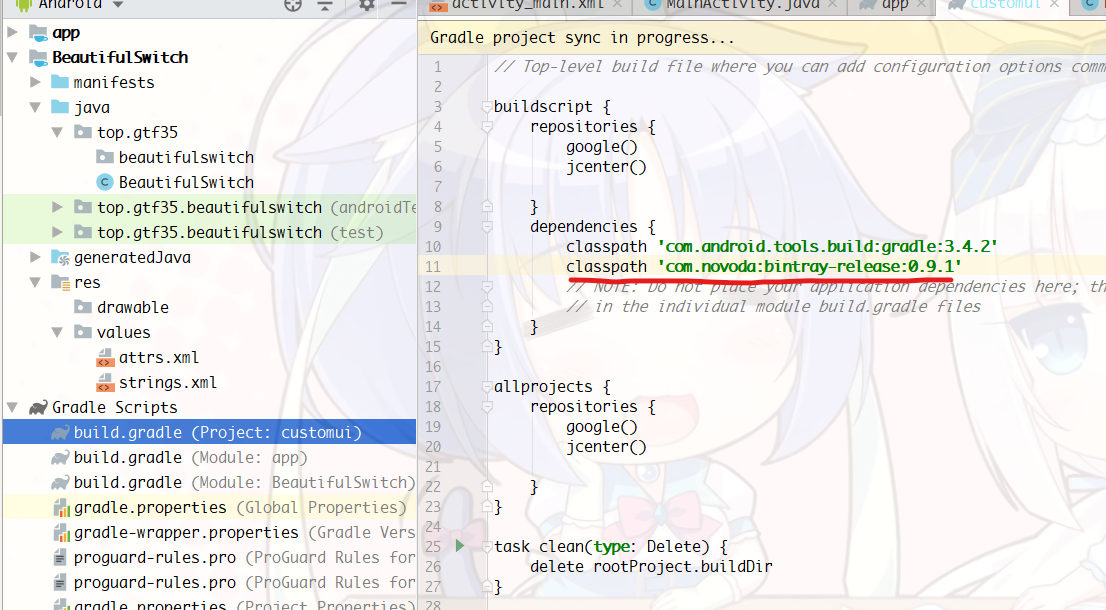 Android
app
BeautifulSwitch
manifests
java
top.gtf35
beautifulswitch
BeautifulSwitch
top.gtf35.beautifulswitch (androidTe
top.gtf35.beautifulswitch (test)
generatedJava
res
drawable
values
attrs.xml
strings.xml
Gradle Scripts
build.gradle (Project: customui)
build.gradle (Module: app)
build.gradle (Module: BeautifulSwitch)
gradle.properties (Global Properties)
gradle-wrapper.properties (Gradle Vers
proguard-rules.pro (ProGuard Rules for
proguard-rules.pro (ProGuard Rules for
gradle.properties (Project Properties)
activity_main.xml MainActivity.java app customui
Gradle project sync in progress...
1 // Top-level build file where you can add configuration options comm
2
3 buildscript {
4 repositories {
5 google()
6 jcenter()
7
8 }
9 dependencies {
10 classpath 'com.android.tools.build:gradle:3.4.2'
11 classpath 'com.novoda:bintray-release:0.9.1'
12 // NOTE: Do not place your application dependencies here; th
13 // in the individual module build.gradle files
14 }
15 }
16
17 allprojects {
18 repositories {
19 google()
20 jcenter()
21
22 }
23 }
24
25 task clean(type: Delete) {
26 delete rootProject.buildDir
27 }
28